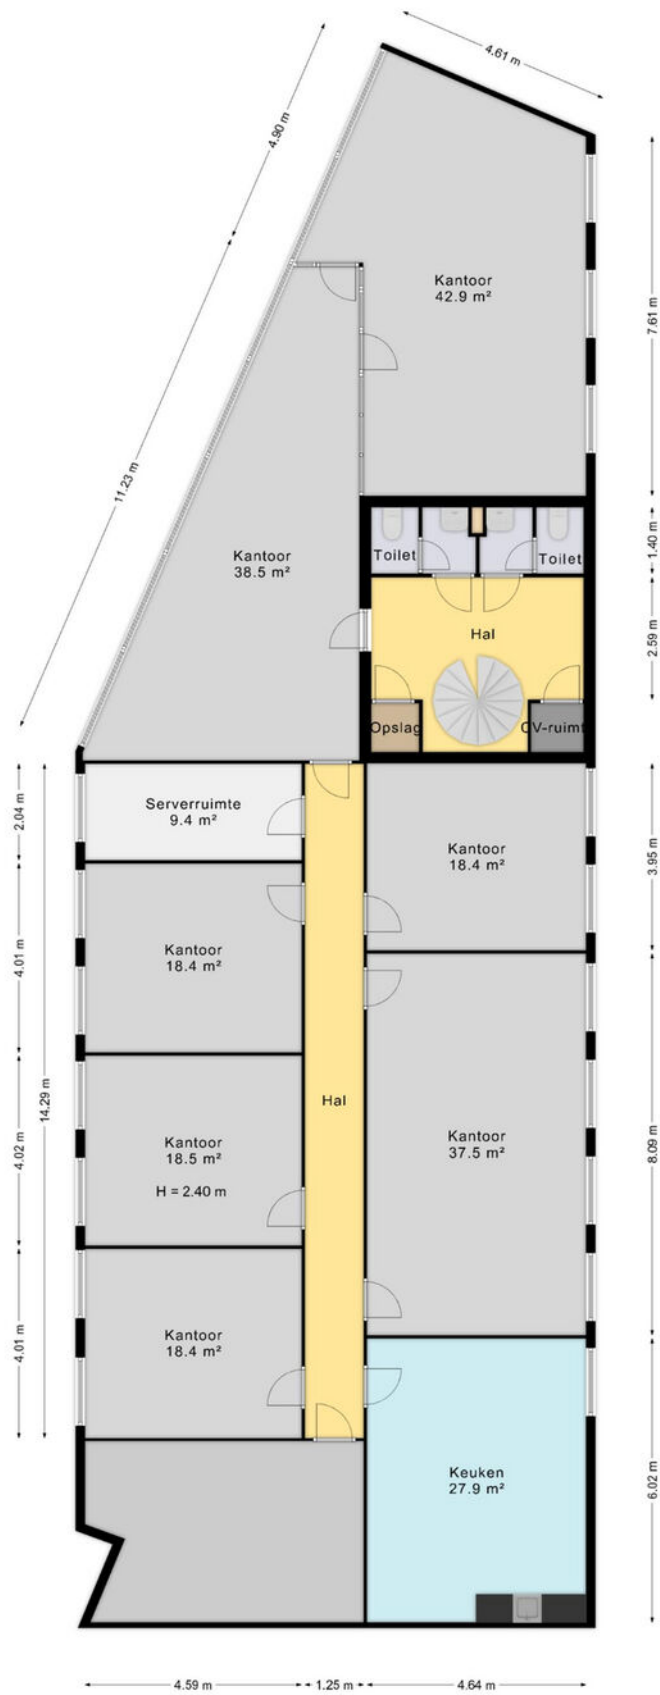 4.61 m
4.90 m
7.61 m
Kantoor
42.9 m²
11.23 m
1.40 m
Toilet
Toilet
Kantoor
38.5 m²
Hal
2.59 m
Opslag
CV-ruimt
2.04 m
Serverruimte
9.4 m²
Kantoor
18.4 m²
3.95 m
4.01 m
Kantoor
18.4 m²
14.29 m
Hal
4.02 m
Kantoor
18.5 m²
H = 2.40 m
Kantoor
37.5 m²
8.09 m
4.01 m
Kantoor
18.4 m²
Keuken
27.9 m²
6.02 m
4.59 m
1.25 m
4.64 m